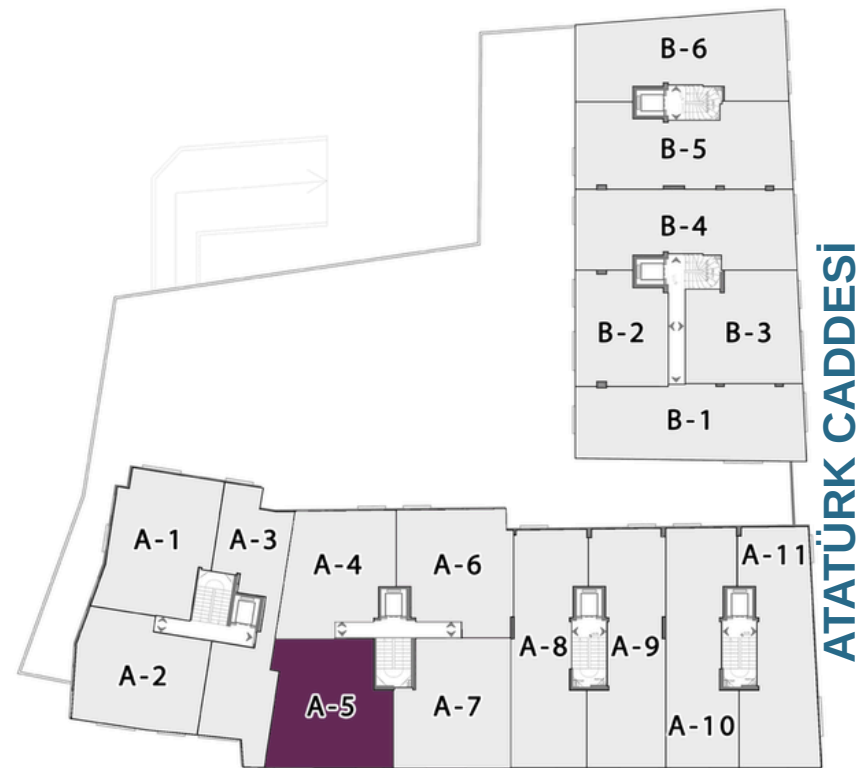 B-6
B-5
B-4
B-2
B-3
B-1
ATATÜRK CADDESİ
A-1
A-3
A-4
A-6
A-11
A-2
A-8
A-9
A-5
A-7
A-10